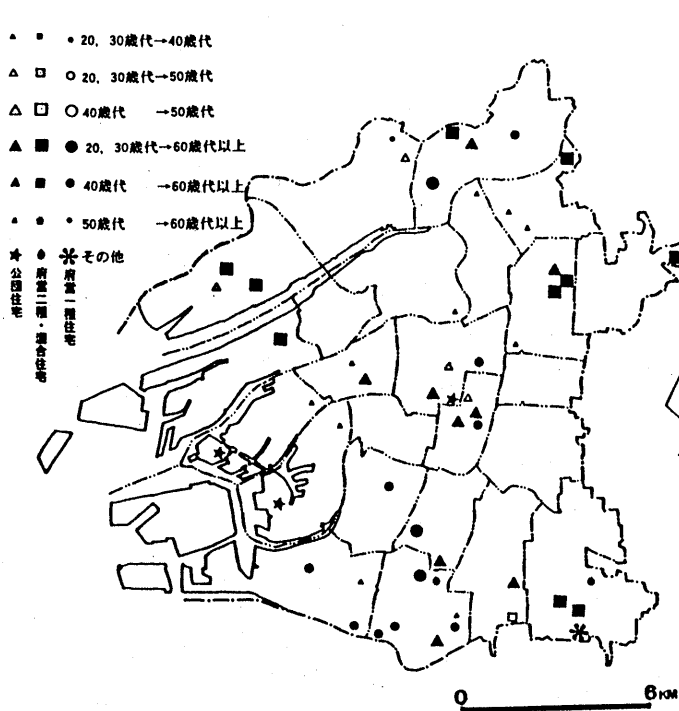 20, 30歳代→40歳代
20, 30歳代→50歳代
40歳代 →50歳代
20, 30歳代→60歳代以上
40歳代 →60歳代以上
50歳代 →60歳代以上
その他
府営一種住宅
府営二種・混合住宅
公団住宅
0 6KM